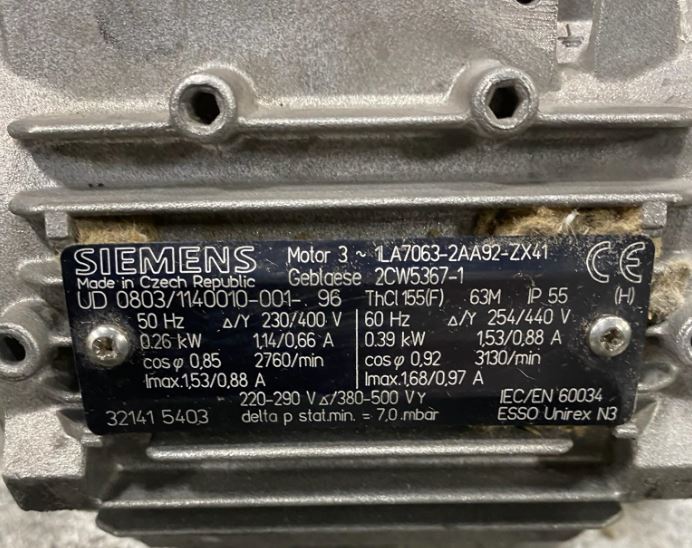 SIEMENS Motor 3 ~ 1LA7063-2AA92-ZX41 CE
Made in Czech Republic Geblaese 2CW5367-1
UD 0803/1140010-001-. 96 ThCl 155(F) 63M IP 55 (H)
50 Hz Δ/Y 230/400 V 60 Hz Δ/Y 254/440 V
0.26 kW 1,14/0,66 A 0.39 kW 1,53/0,88 A
cos φ 0,85 2760/min cos φ 0,92 3130/min
Imax.1,53/0,88 A Imax.1,68/0,97 A
220-290 V Δ/380-500 V Y IEC/EN 60034
32141 5403 delta p stat.min. = 7,0 .mbar ESSO Unirex N3